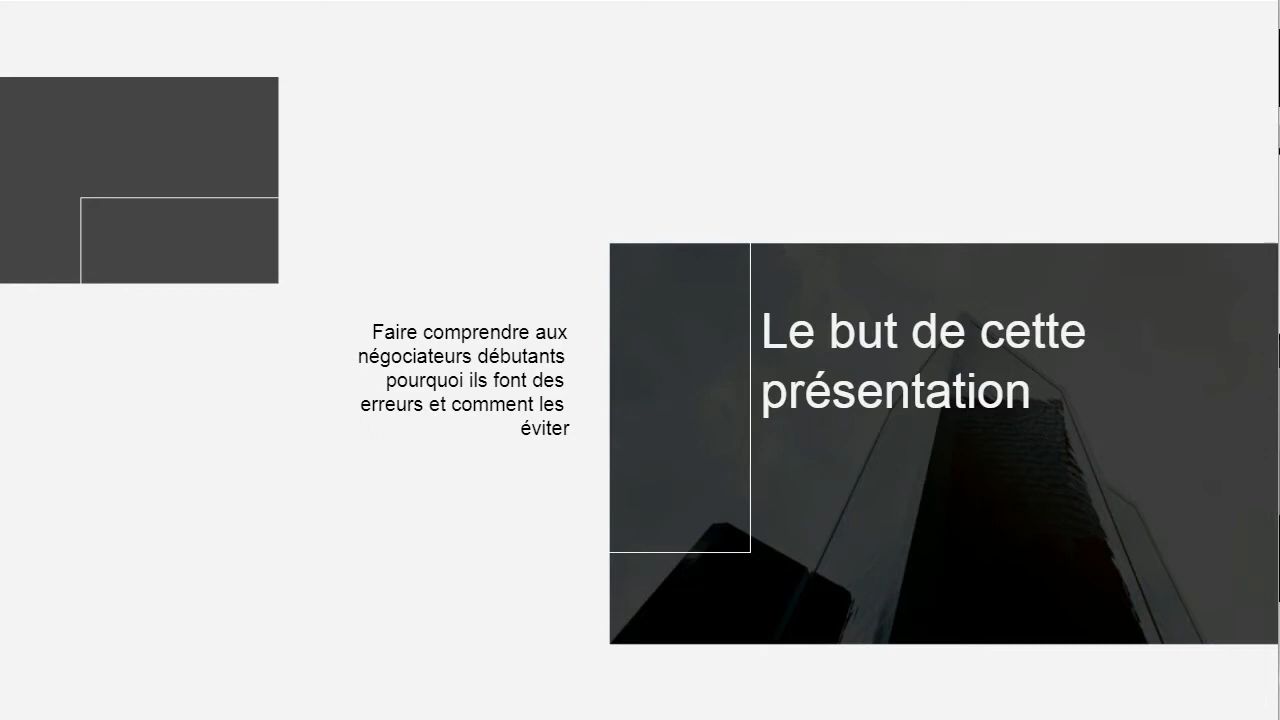 Le but de cette
présentation
Faire comprendre aux
négociateurs débutants
pourquoi ils font des
erreurs et comment les
éviter